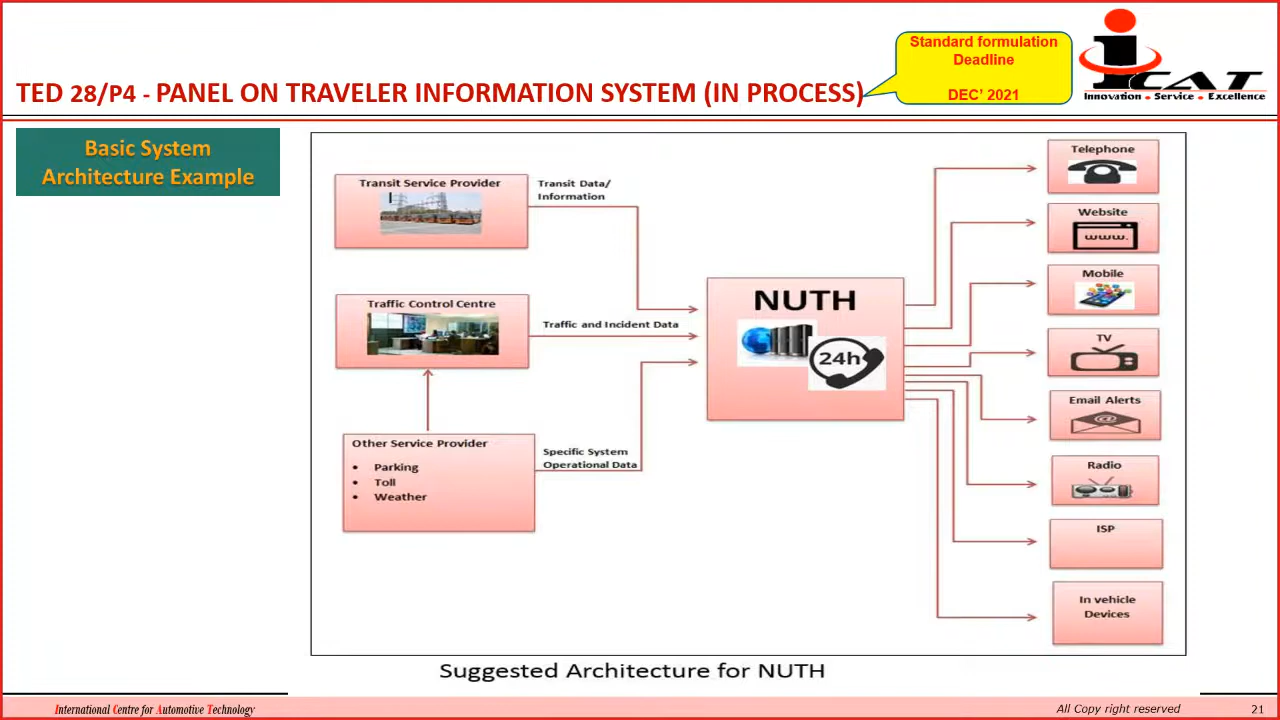 Standard formulation
Deadline
DEC' 2021
iCAT
Innovation • Service • Excellence
TED 28/P4 - PANEL ON TRAVELER INFORMATION SYSTEM (IN PROCESS)
Basic System
Architecture Example
Transit Service Provider
Transit Data/
Information
Traffic Control Centre
Traffic and Incident Data
Other Service Provider
• Parking
• Toll
• Weather
Specific System
Operational Data
NUTH
24h
Telephone
Website
www.
Mobile
TV
Email Alerts
@
Radio
ISP
In vehicle
Devices
Suggested Architecture for NUTH
International Centre for Automotive Technology
All Copy right reserved
21